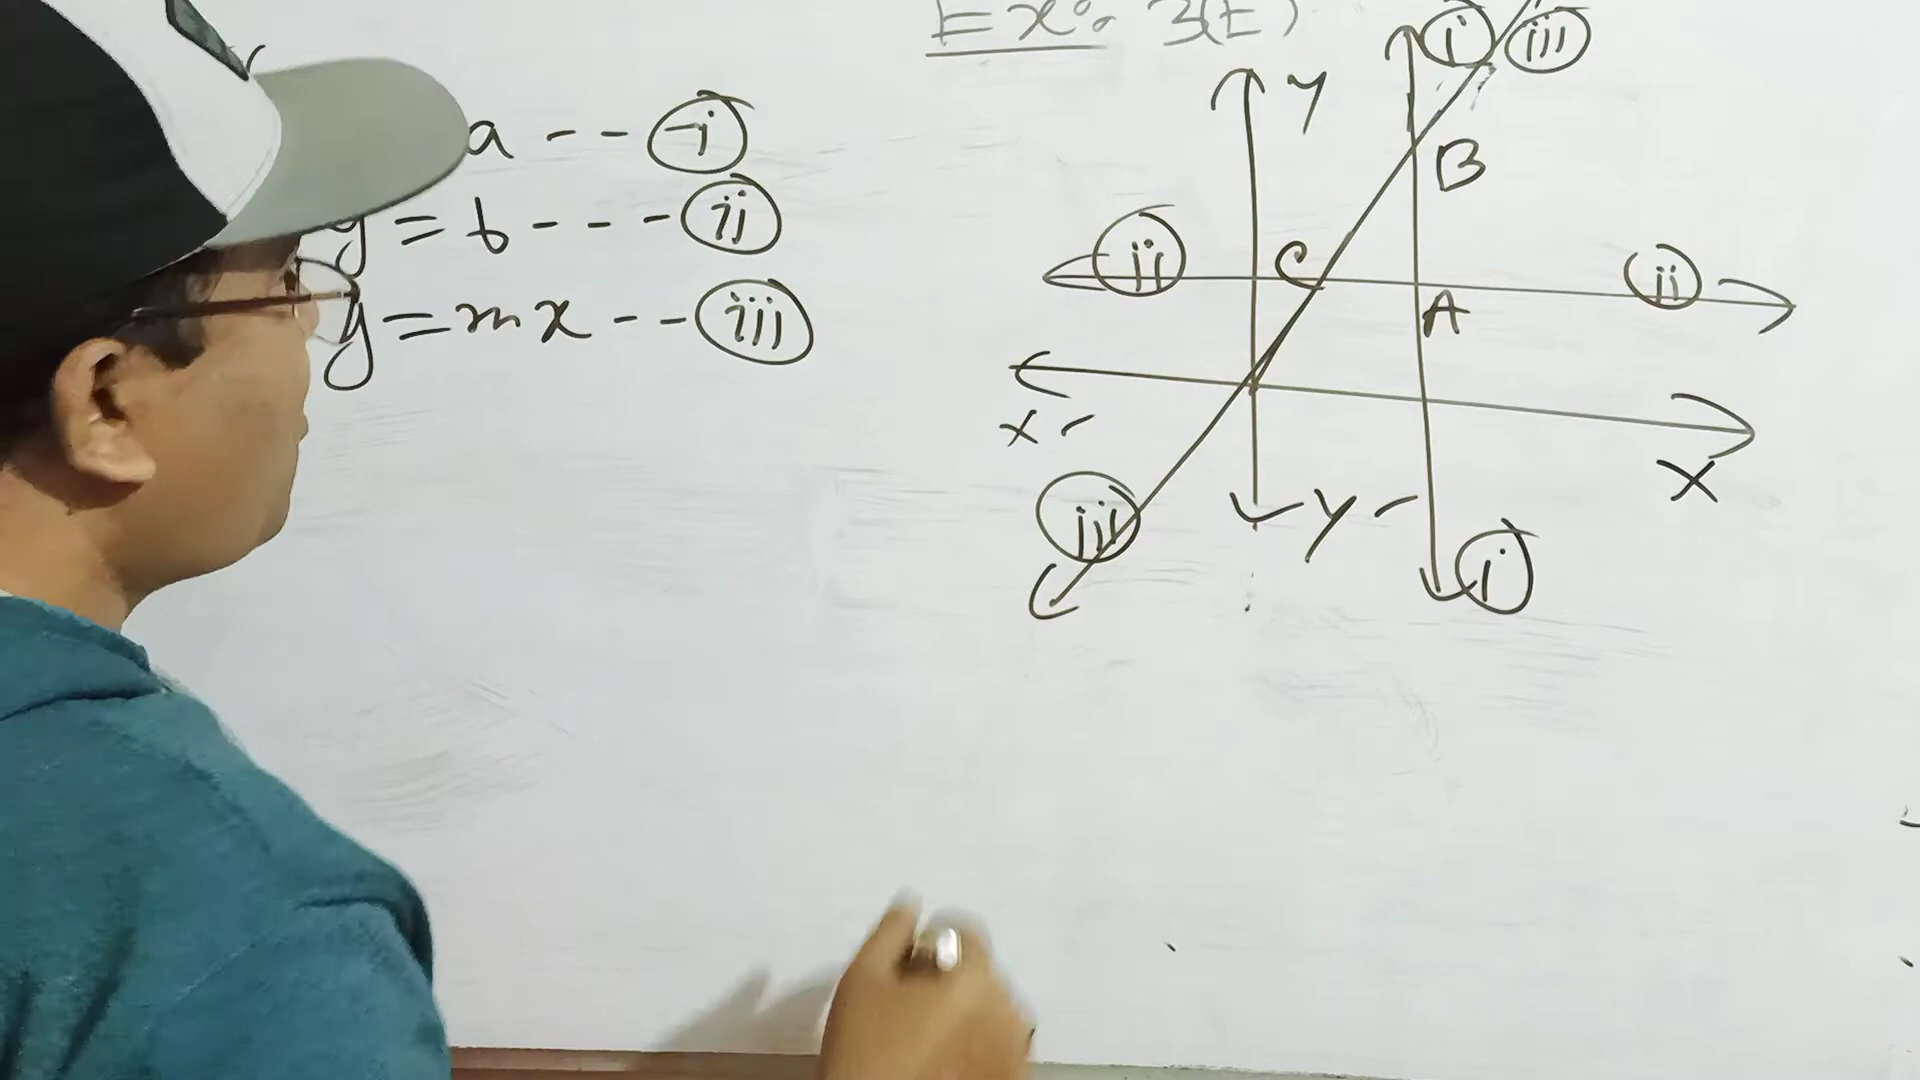 Ex: 3(E)
a -- (i)
y = b --- (ii)
y = mx -- (iii)
(i) (iii)
Y
B
(ii) C (ii)
A
X-
X
(iii) Y-
(i)